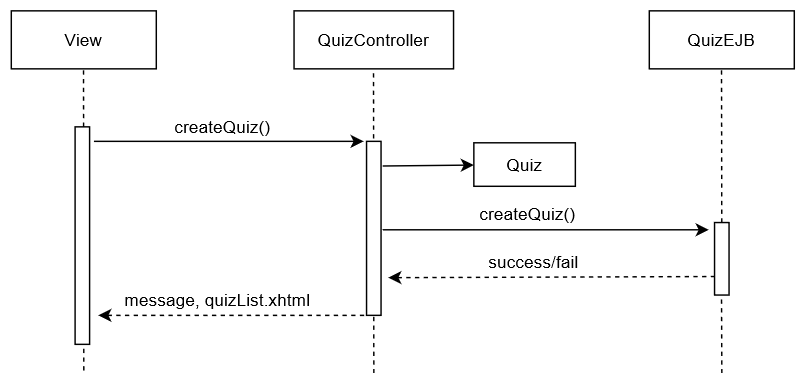 View
QuizController
QuizEJB
createQuiz()
Quiz
createQuiz()
success/fail
message, quizList.xhtml